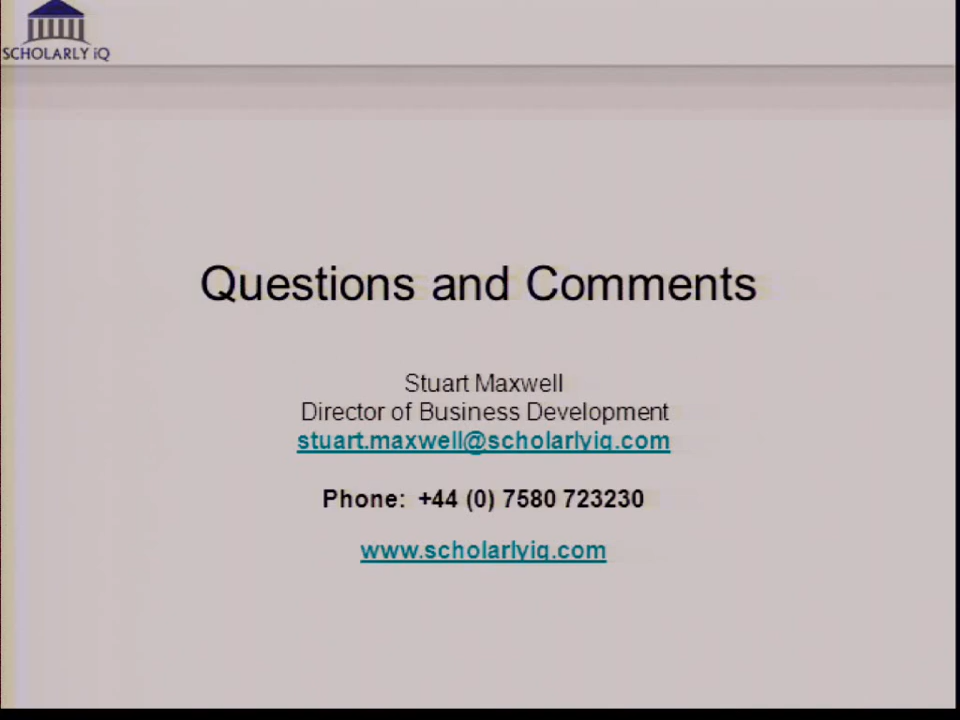 SCHOLARLY iQ
Questions and Comments
Stuart Maxwell
Director of Business Development
stuart.maxwell@scholarlyiq.com
Phone: +44 (0) 7580 723230
www.scholarlyiq.com